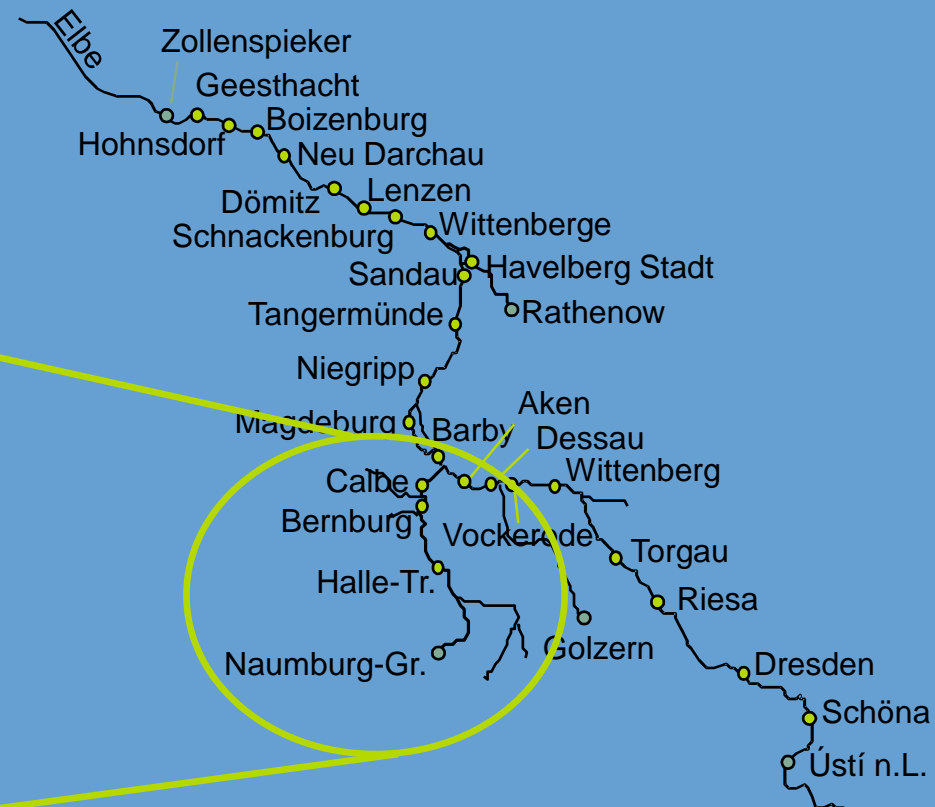 Elbe
Zollenspieker
Geesthacht
Boizenburg
Hohnsdorf
Neu Darchau
Lenzen
Dömitz
Wittenberge
Schnackenburg
Havelberg Stadt
Sandau
Rathenow
Tangermünde
Niegripp
Aken
Magdeburg
Barby
Dessau
Wittenberg
Calbe
Bernburg
Vockerode
Torgau
Halle-Tr.
Riesa
Golzern
Naumburg-Gr.
Dresden
Schöna
Ústí n.L.